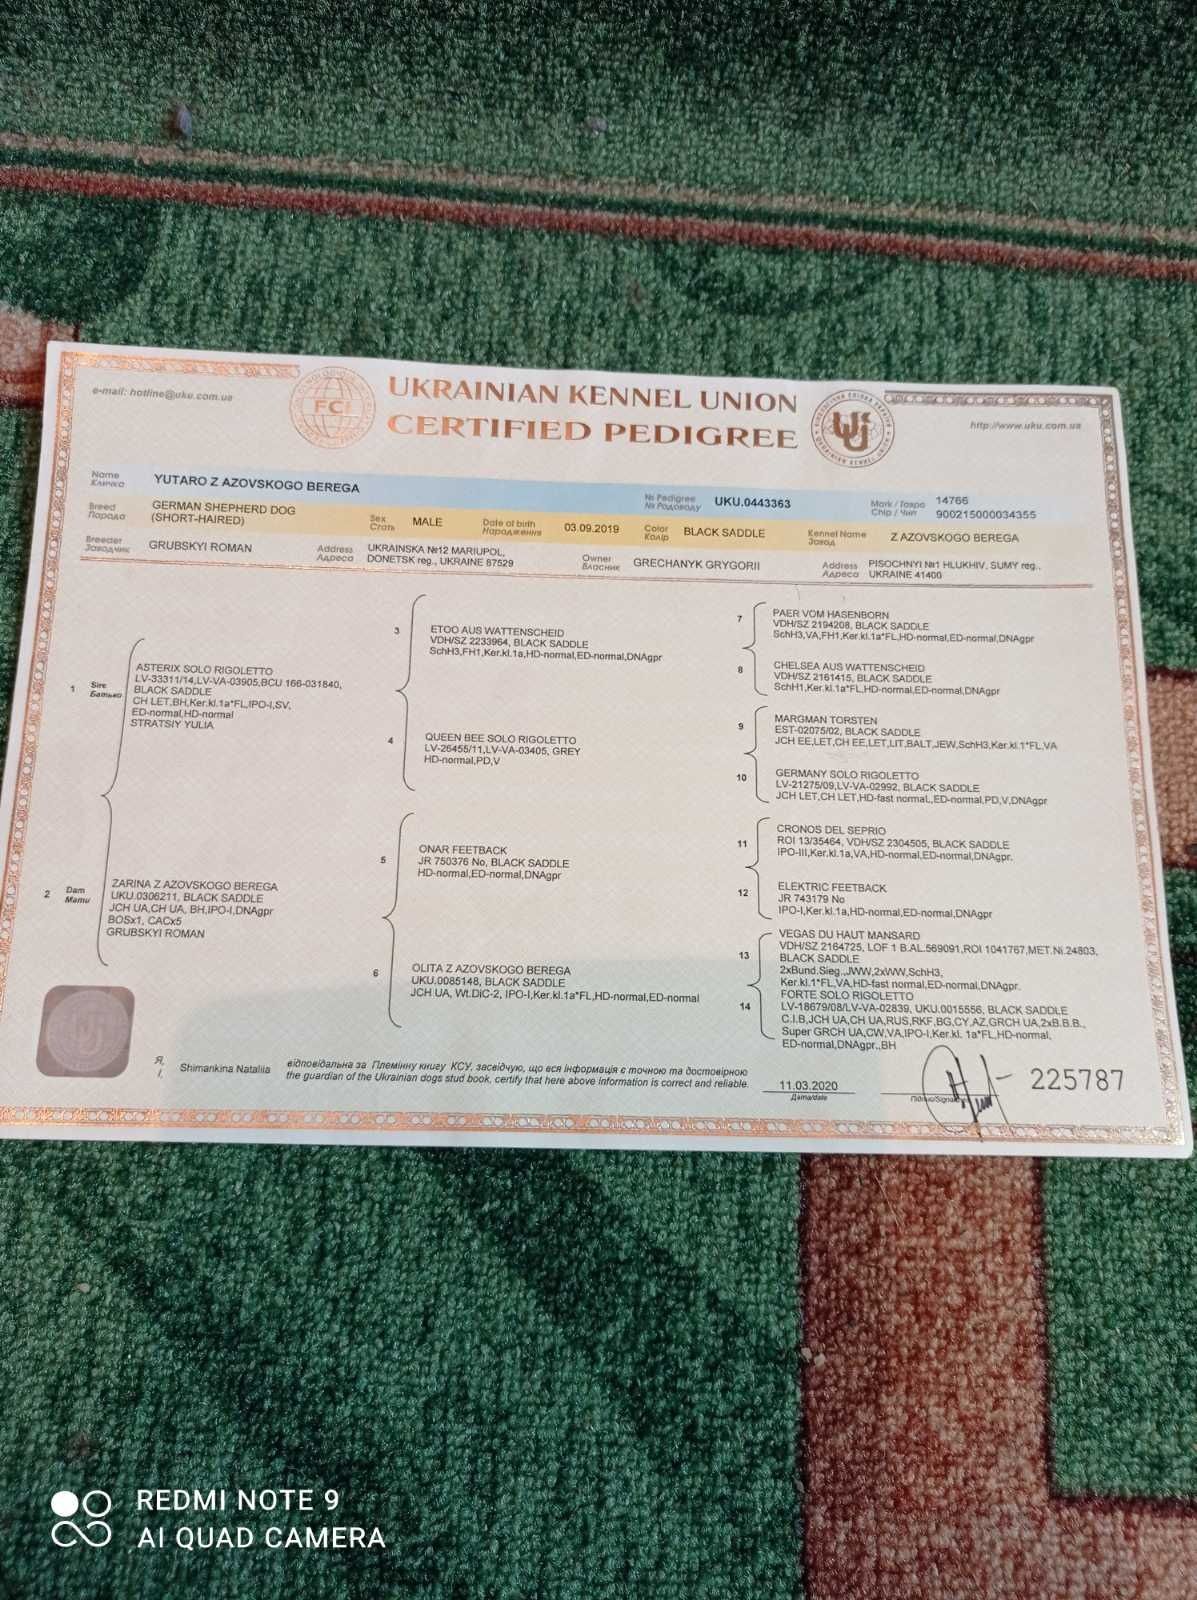 e-mail: hotline@uku.com.ua
FCI
UKRAINIAN KENNEL UNION
CERTIFIED PEDIGREE
http://www.uku.com.ua
Name
Кличка
YUTARO Z AZOVSKOGO BEREGA
№ Pedigree
№ Родоводу
UKU.0443363
Mark / Тавро
14766
Chip / Чип
900215000034355
Breed
Порода
GERMAN SHEPHERD DOG
(SHORT-HAIRED)
Sex
Стать
MALE
Date of birth
Народження
03.09.2019
Color
Колір
BLACK SADDLE
Kennel Name
Завод
Z AZOVSKOGO BEREGA
Breeder
Заводчик
GRUBSKYI ROMAN
Address
Адреса
UKRAINSKA №12 MARIUPOL,
DONETSK reg., UKRAINE 87529
Owner
Власник
GRECHANYK GRYGORII
Address
Адреса
PISOCHNYI №1 HLUKHIV, SUMY reg.,
UKRAINE 41400
1
Sire
Батько
ASTERIX SOLO RIGOLETTO
LV-33311/14,LV-VA-03905,BCU 166-031840,
BLACK SADDLE
CH LET,BH,Ker.kl.1a*FL,IPO-I,SV,
ED-normal,HD-normal
STRATSIY YULIA
2
Dam
Мати
ZARINA Z AZOVSKOGO BEREGA
UKU.0306211, BLACK SADDLE
JCH UA,CH UA, BH,IPO-I,DNAgpr
BOSx1, CACx5
GRUBSKYI ROMAN
3
ETOO AUS WATTENSCHEID
VDH/SZ 2233964, BLACK SADDLE
SchH3,FH1,Ker.kl.1a,HD-normal,ED-normal,DNAgpr
4
QUEEN BEE SOLO RIGOLETTO
LV-26455/11,LV-VA-03405, GREY
HD-normal,PD,V
5
ONAR FEETBACK
JR 750376 No, BLACK SADDLE
HD-normal,ED-normal,DNAgpr
6
OLITA Z AZOVSKOGO BEREGA
UKU.0085148, BLACK SADDLE
JCH UA, Wt.DiC-2, IPO-I,Ker.kl.1a*FL,HD-normal,ED-normal
7
PAER VOM HASENBORN
VDH/SZ 2194208, BLACK SADDLE
SchH3,VA,FH1,Ker.kl.1a*FL,HD-normal,ED-normal,DNAgpr
8
CHELSEA AUS WATTENSCHEID
VDH/SZ 2161415, BLACK SADDLE
SchH1,Ker.kl.1a*FL,HD-normal,ED-normal,DNAgpr
9
MARGMAN TORSTEN
EST-02075/02, BLACK SADDLE
JCH EE,LET,CH EE,LET,LIT,BALT,JEW,SchH3,Ker.kl.1*FL,VA
10
GERMANY SOLO RIGOLETTO
LV-21275/09,LV-VA-02992, BLACK SADDLE
JCH LET,CH LET,HD-fast normal.,ED-normal,PD,V,DNAgpr
11
CRONOS DEL SEPRIO
ROI 13/35464, VDH/SZ 2304505, BLACK SADDLE
IPO-III,Ker.kl.1a,VA,HD-normal,ED-normal,DNAgpr.
12
ELEKTRIC FEETBACK
JR 743179 No
IPO-I,Ker.kl.1a,HD-normal,ED-normal,DNAgpr
13
VEGAS DU HAUT MANSARD
VDH/SZ 2164725, LOF 1 B.AL.569091,ROI 1041767,MET.Ni.24803,
BLACK SADDLE
2xBund.Sieg.,JWW,2xWW,SchH3,
Ker.kl.1*FL,VA,HD-fast normal,ED-normal,DNAgpr.
14
FORTE SOLO RIGOLETTO
LV-18679/08/LV-VA-02839, UKU.0015556, BLACK SADDLE
C.I.B,JCH UA,CH UA,RUS,RKF,BG,CY,AZ,GRCH UA,2xB.B.B.,
Super GRCH UA,CW,VA,IPO-I,Ker.kl. 1a*FL,HD-normal,
ED-normal,DNAgpr.,BH
Я,
I,
Shimankina Nataliia
відповідальна за Племінну книгу КСУ, засвідчую, що вся інформація є точною та достовірною
the guardian of the Ukrainian dogs stud book, certify that here above information is correct and reliable.
11.03.2020
Дата/date
Підпис/Signature
225787
REDMI NOTE 9
AI QUAD CAMERA